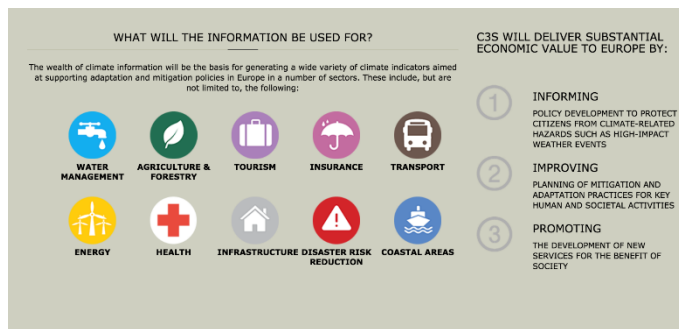 WHAT WILL THE INFORMATION BE USED FOR?
The wealth of climate information will be the basis for generating a wide variety of climate indicators aimed
at supporting adaptation and mitigation policies in Europe in a number of sectors. These include, but are
not limited to, the following:
WATER
MANAGEMENT
AGRICULTURE &
FORESTRY
TOURISM
INSURANCE
TRANSPORT
ENERGY
HEALTH
INFRASTRUCTURE
DISASTER RISK
REDUCTION
COASTAL AREAS
C3S WILL DELIVER SUBSTANTIAL
ECONOMIC VALUE TO EUROPE BY:
1
INFORMING
POLICY DEVELOPMENT TO PROTECT
CITIZENS FROM CLIMATE-RELATED
HAZARDS SUCH AS HIGH-IMPACT
WEATHER EVENTS
2
IMPROVING
PLANNING OF MITIGATION AND
ADAPTATION PRACTICES FOR KEY
HUMAN AND SOCIETAL ACTIVITIES
3
PROMOTING
THE DEVELOPMENT OF NEW
SERVICES FOR THE BENEFIT OF
SOCIETY